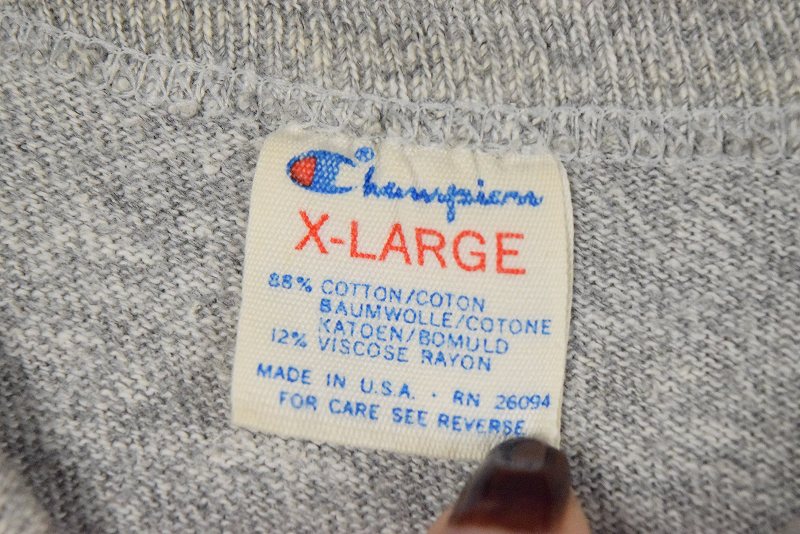 Champion®
X-LARGE
88% COTTON/COTON
BAUMWOLLE/COTONE
KATOEN/BOMULD
12% VISCOSE RAYON
MADE IN U.S.A. · RN 26094
FOR CARE SEE REVERSE